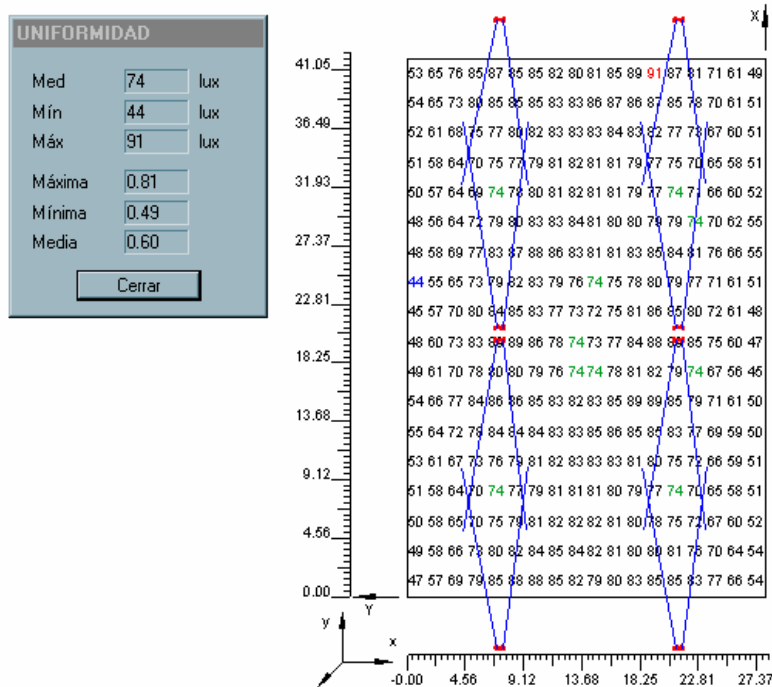 UNIFORMIDAD
Med 74 lux
Mín 44 lux
Máx 91 lux
Máxima 0.81
Mínima 0.49
Media 0.60
Cerrar
X
41.05
36.49
31.93
27.37
22.81
18.25
13.68
9.12
4.56
0.00
53 65 76 85 87 85 85 82 80 81 85 89 91 87 81 71 61 49
54 65 73 80 85 85 85 83 83 86 87 86 87 85 78 70 61 51
52 61 68 75 77 80 82 83 83 83 84 83 82 77 73 67 60 51
51 58 64 70 75 77 79 81 82 81 81 79 77 75 70 65 58 51
50 57 64 69 74 78 80 81 82 81 81 79 77 74 66 60 52
48 56 64 72 79 80 83 83 84 81 80 80 79 79 74 70 62 55
48 58 69 77 83 87 88 86 83 81 81 83 85 84 81 76 66 55
44 55 65 73 79 82 83 79 76 74 75 78 80 79 77 71 61 51
45 57 70 80 84 85 83 77 73 72 75 81 86 85 80 72 61 48
48 60 73 83 89 86 78 74 73 77 84 88 85 75 60 47
49 61 70 78 80 80 79 76 74 74 78 81 82 79 74 67 56 45
54 66 77 84 86 86 85 83 82 83 85 89 89 85 79 71 61 50
55 64 72 78 84 84 84 83 85 86 85 85 83 77 69 59 50
53 61 67 73 76 79 81 82 83 83 83 81 80 75 72 66 59 51
51 58 64 70 74 77 79 81 81 81 80 79 77 74 70 65 58 51
50 58 65 70 75 79 81 82 82 82 81 80 78 75 72 67 60 52
49 58 66 73 80 82 84 85 84 82 81 80 80 81 76 70 64 54
47 57 69 79 85 88 88 85 82 79 80 83 85 85 83 77 66 54
Y
y
x
-0.00 4.56 9.12 13.68 18.25 22.81 27.37